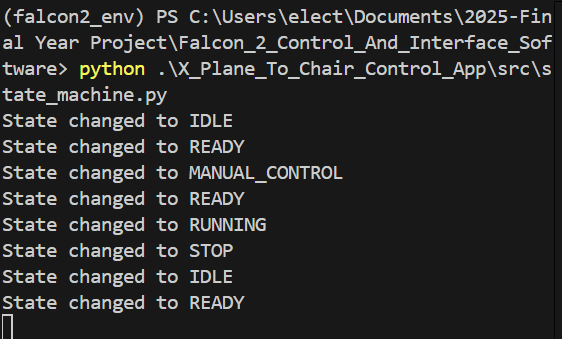 (falcon2_env) PS C:\Users\elect\Documents\2025-Fin
al Year Project\Falcon_2_Control_And_Interface_Sof
tware> python .\X_Plane_To_Chair_Control_App\src\s
tate_machine.py
State changed to IDLE
State changed to READY
State changed to MANUAL_CONTROL
State changed to READY
State changed to RUNNING
State changed to STOP
State changed to IDLE
State changed to READY